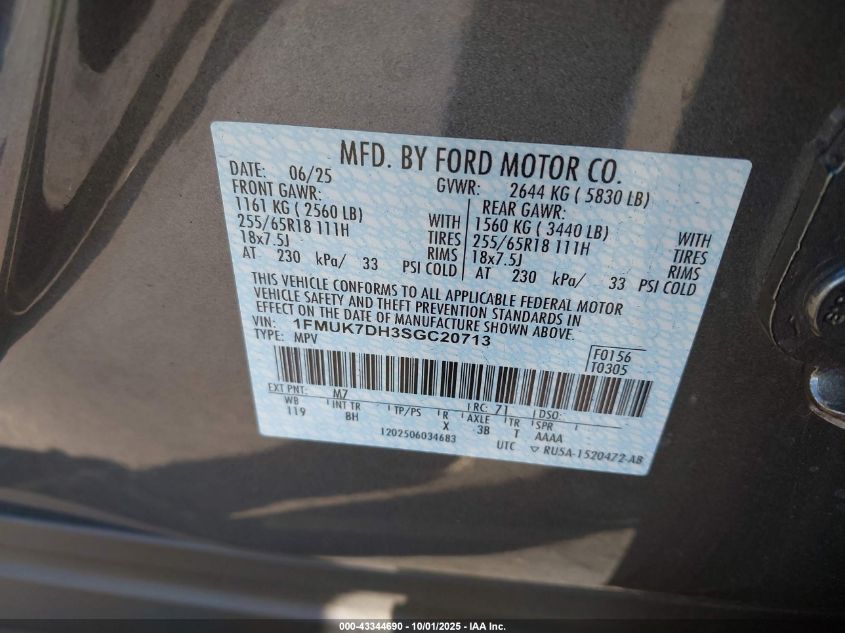 MFD. BY FORD MOTOR CO.
DATE: 06/25 GVWR: 2644 KG ( 5830 LB)
FRONT GAWR: REAR GAWR:
1161 KG ( 2560 LB) WITH 1560 KG ( 3440 LB) WITH
255/65R18 111H TIRES 255/65R18 111H TIRES
18x7.5J RIMS 18x7.5J RIMS
AT 230 kPa/ 33 PSI COLD AT 230 kPa/ 33 PSI COLD
THIS VEHICLE CONFORMS TO ALL APPLICABLE FEDERAL MOTOR
VEHICLE SAFETY AND THEFT PREVENTION STANDARDS IN
EFFECT ON THE DATE OF MANUFACTURE SHOWN ABOVE.
VIN: 1FMUK7DH3SGC20713
TYPE: MPV
F0156
T0305
EXT PNT: M7 RC: 71 DSO:
WB INT TR TP/PS R AXLE TR SPR
119 BH X 3B T AAAA
1202506034683 UTC ▽ RUSA-1520472-AB
000-43344690 - 10/01/2025 - IAA Inc.